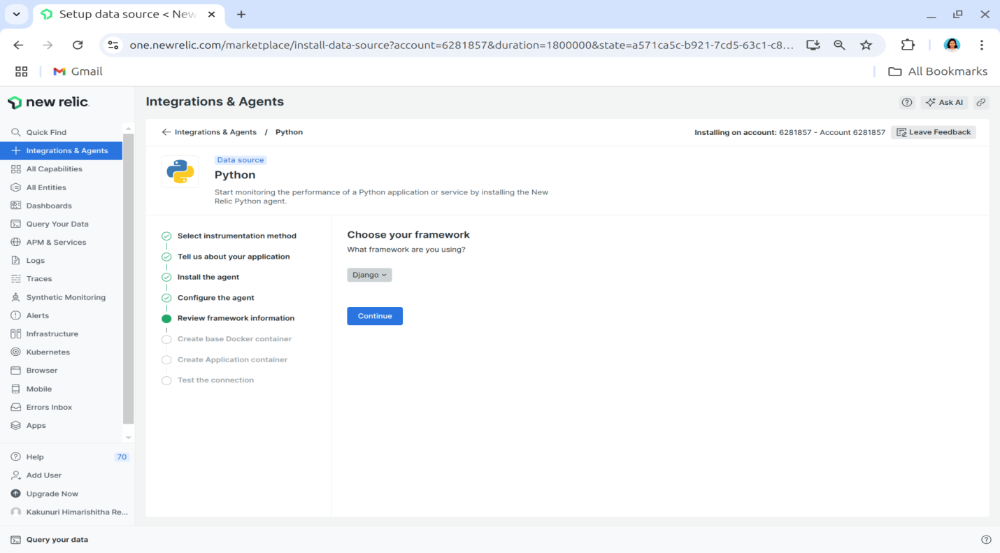 Setup data source < New
one.newrelic.com/marketplace/install-data-source?account=6281857&duration=1800000&state=a571ca5c-b921-7cd5-63c1-c8...
Gmail
All Bookmarks
new relic
Integrations & Agents
Ask AI
Quick Find
Integrations & Agents
All Capabilities
All Entities
Dashboards
Query Your Data
APM & Services
Logs
Traces
Synthetic Monitoring
Alerts
Infrastructure
Kubernetes
Browser
Mobile
Errors Inbox
Apps
Help 70
Add User
Upgrade Now
Kakunuri Himarishitha Re...
Integrations & Agents / Python
Installing on account: 6281857 - Account 6281857
Leave Feedback
Data source
Python
Start monitoring the performance of a Python application or service by installing the New
Relic Python agent.
Select instrumentation method
Tell us about your application
Install the agent
Configure the agent
Review framework information
Create base Docker container
Create Application container
Test the connection
Choose your framework
What framework are you using?
Django
Continue
Query your data